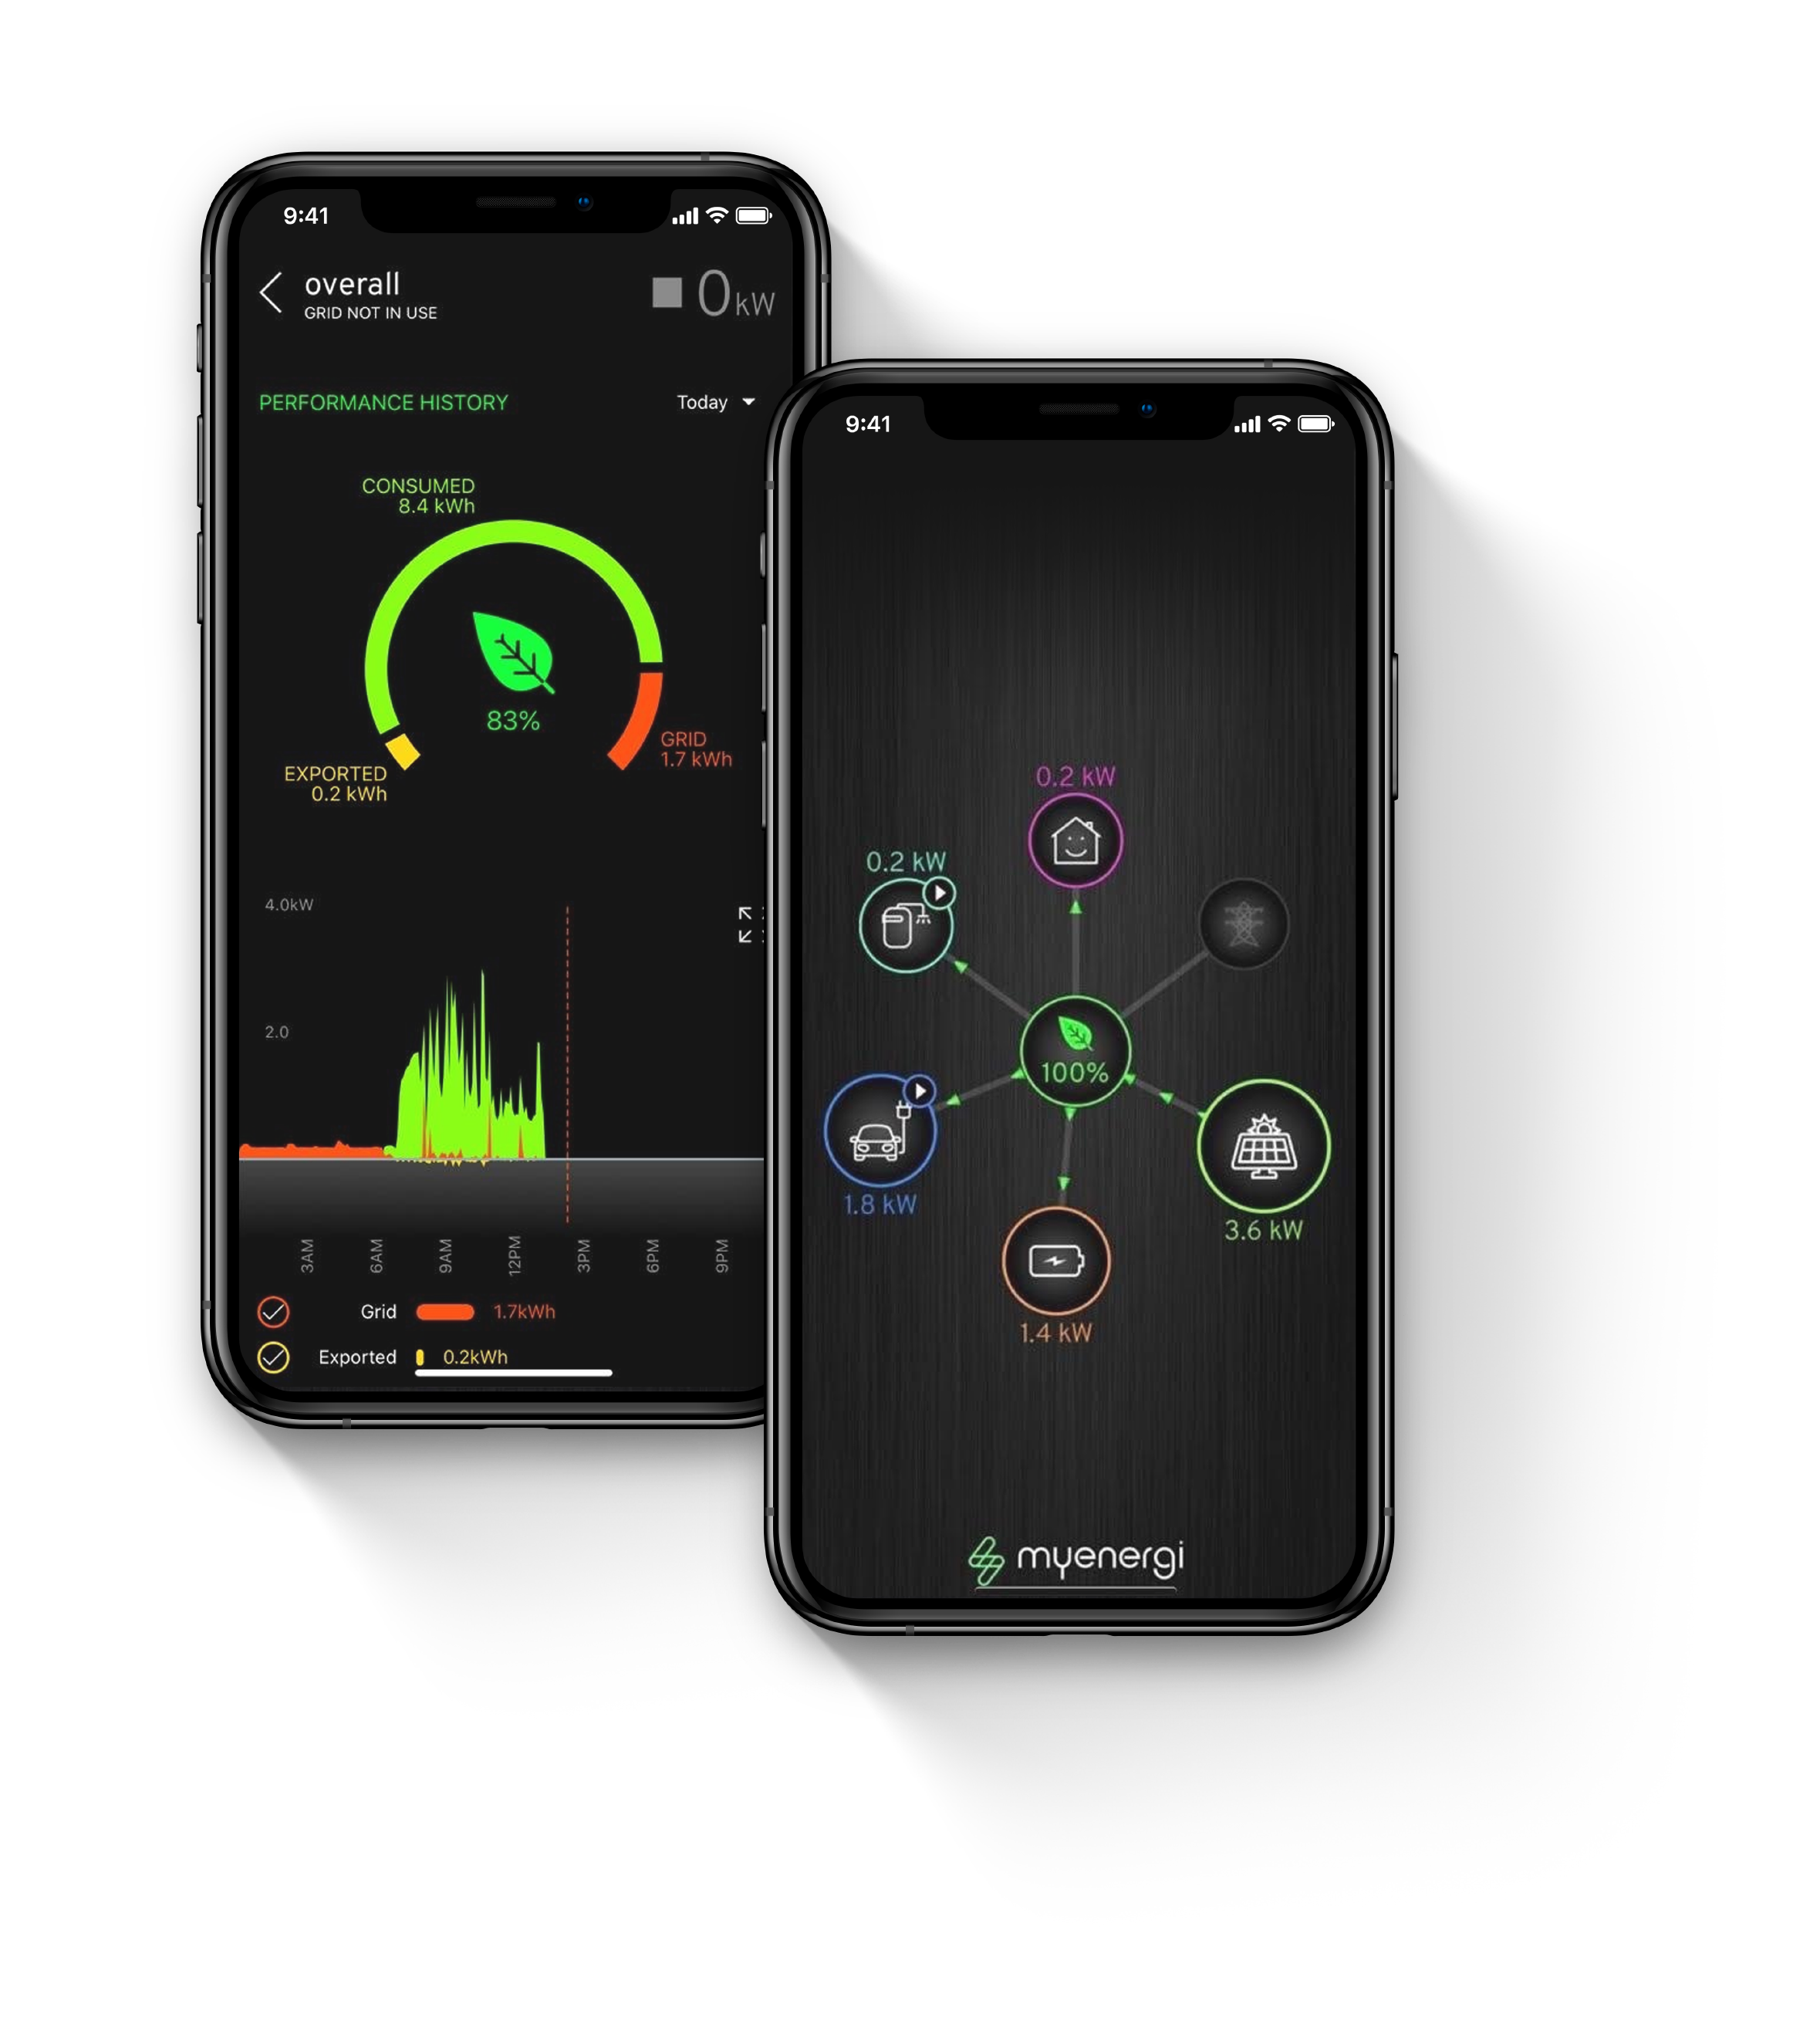 9:41
overall
GRID NOT IN USE
0 kW
PERFORMANCE HISTORY
Today
CONSUMED
8.4 kWh
83%
GRID
1.7 kWh
EXPORTED
0.2 kWh
4.0kW
2.0
3AM
6AM
9AM
12PM
3PM
6PM
9PM
Grid 1.7kWh
Exported 0.2kWh
9:41
0.2 kW
0.2 kW
100%
1.8 kW
3.6 kW
1.4 kW
myenergi